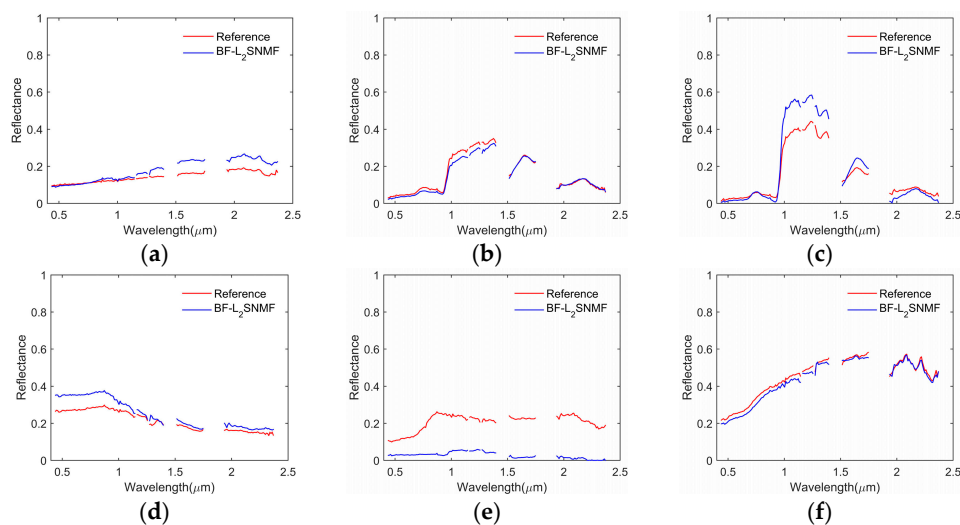 1
0.8
0.6
0.4
0.2
0
Reflectance
Reference
BF-L₂SNMF
0.5 1 1.5 2 2.5
Wavelength(μm)
(a)
1
0.8
0.6
0.4
0.2
0
Reflectance
Reference
BF-L₂SNMF
0.5 1 1.5 2 2.5
Wavelength(μm)
(b)
1
0.8
0.6
0.4
0.2
0
Reflectance
Reference
BF-L₂SNMF
0.5 1 1.5 2 2.5
Wavelength(μm)
(c)
1
0.8
0.6
0.4
0.2
0
Reflectance
Reference
BF-L₂SNMF
0.5 1 1.5 2 2.5
Wavelength(μm)
(d)
1
0.8
0.6
0.4
0.2
0
Reflectance
Reference
BF-L₂SNMF
0.5 1 1.5 2 2.5
Wavelength(μm)
(e)
1
0.8
0.6
0.4
0.2
0
Reflectance
Reference
BF-L₂SNMF
0.5 1 1.5 2 2.5
Wavelength(μm)
(f)